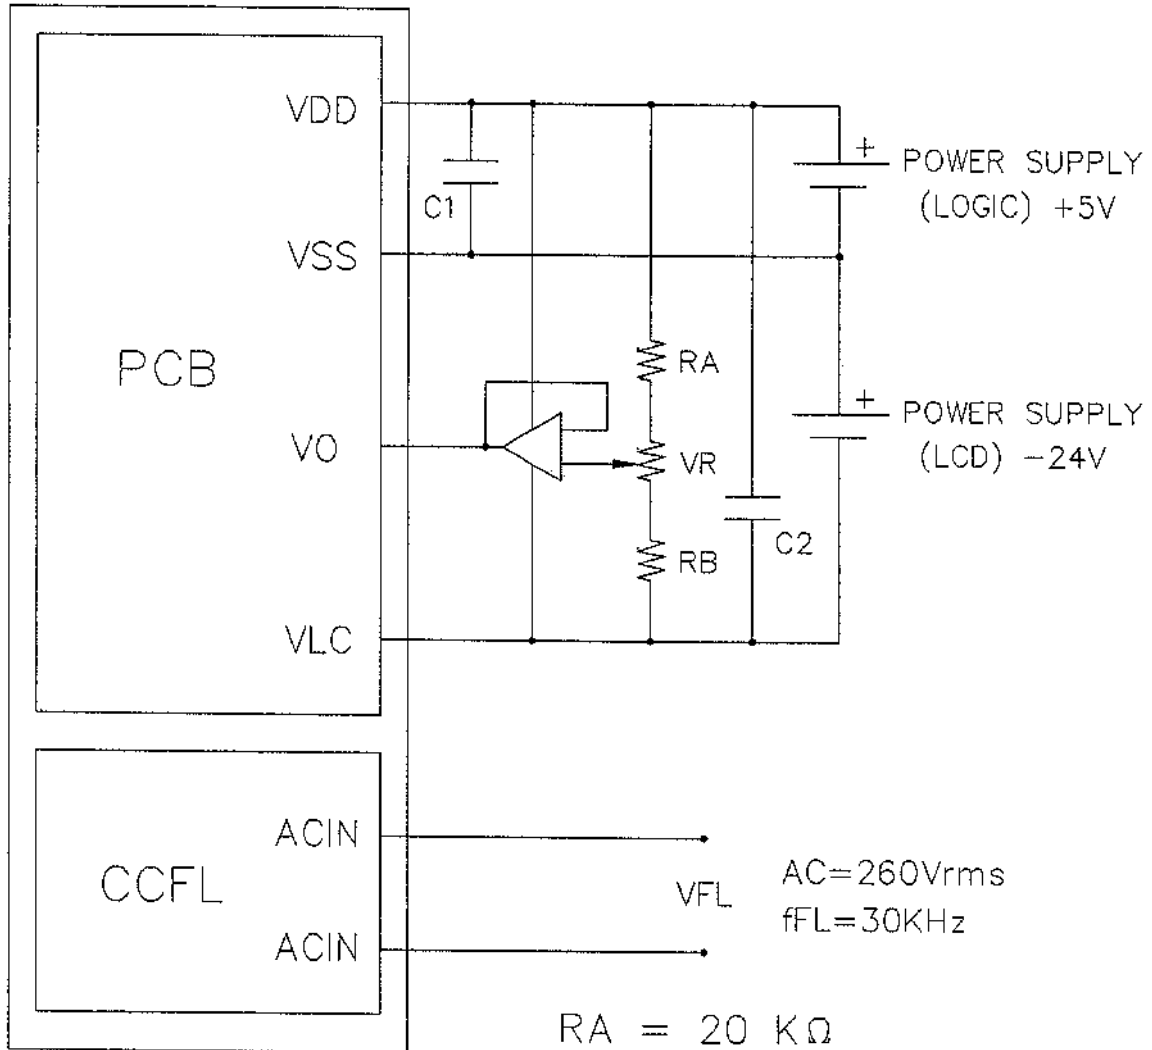 VDD
+
POWER SUPPLY
(LOGIC) +5V
C1
VSS
PCB
RA
+
POWER SUPPLY
(LCD) -24V
VO
VR
C2
RB
VLC
ACIN
CCFL
VFL
AC=260Vrms
fFL=30KHz
ACIN
RA = 20 KΩ